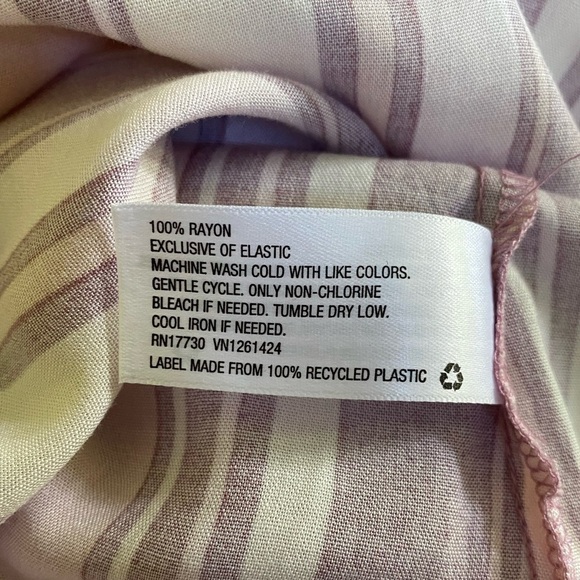 100% RAYON
EXCLUSIVE OF ELASTIC
MACHINE WASH COLD WITH LIKE COLORS.
GENTLE CYCLE. ONLY NON-CHLORINE
BLEACH IF NEEDED. TUMBLE DRY LOW.
COOL IRON IF NEEDED.
RN17730 VN1261424
LABEL MADE FROM 100% RECYCLED PLASTIC